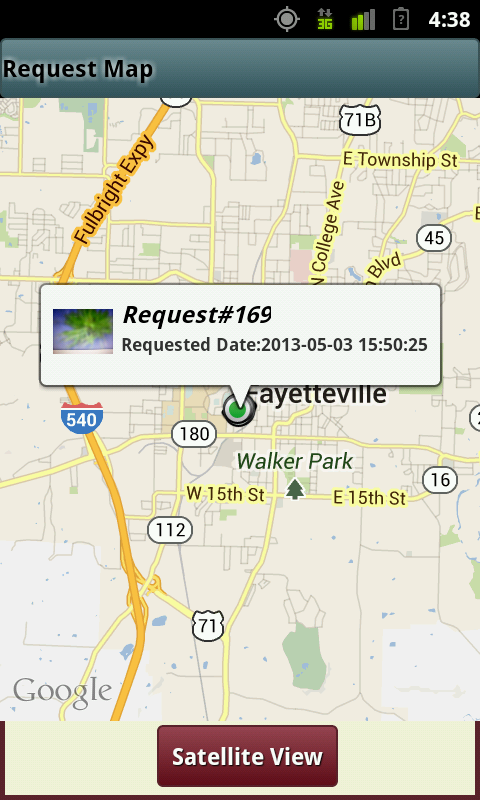 3G
?
4:38
Request Map
71B
E Township St
Fulbright Expy
N College Ave
45
n Blvd
Request#169
Requested Date:2013-05-03 15:50:25
Fayetteville
540
180
Walker Park
16
W 15th St
E 15th St
112
71
Google
Satellite View